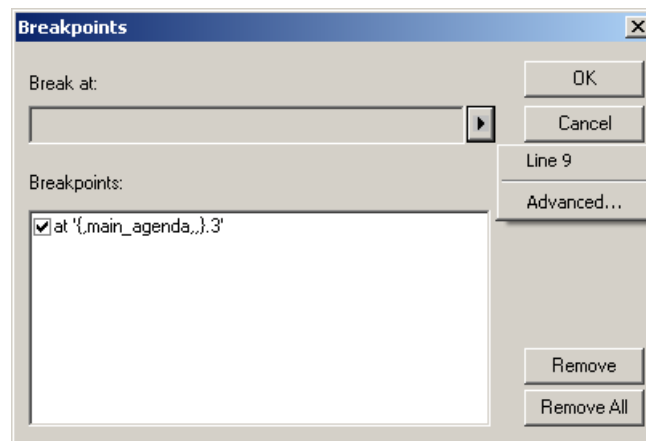 Breakpoints
Break at:
OK
Cancel
Line 9
Advanced...
Breakpoints:
at '{,main_agenda,,}.3'
Remove
Remove All